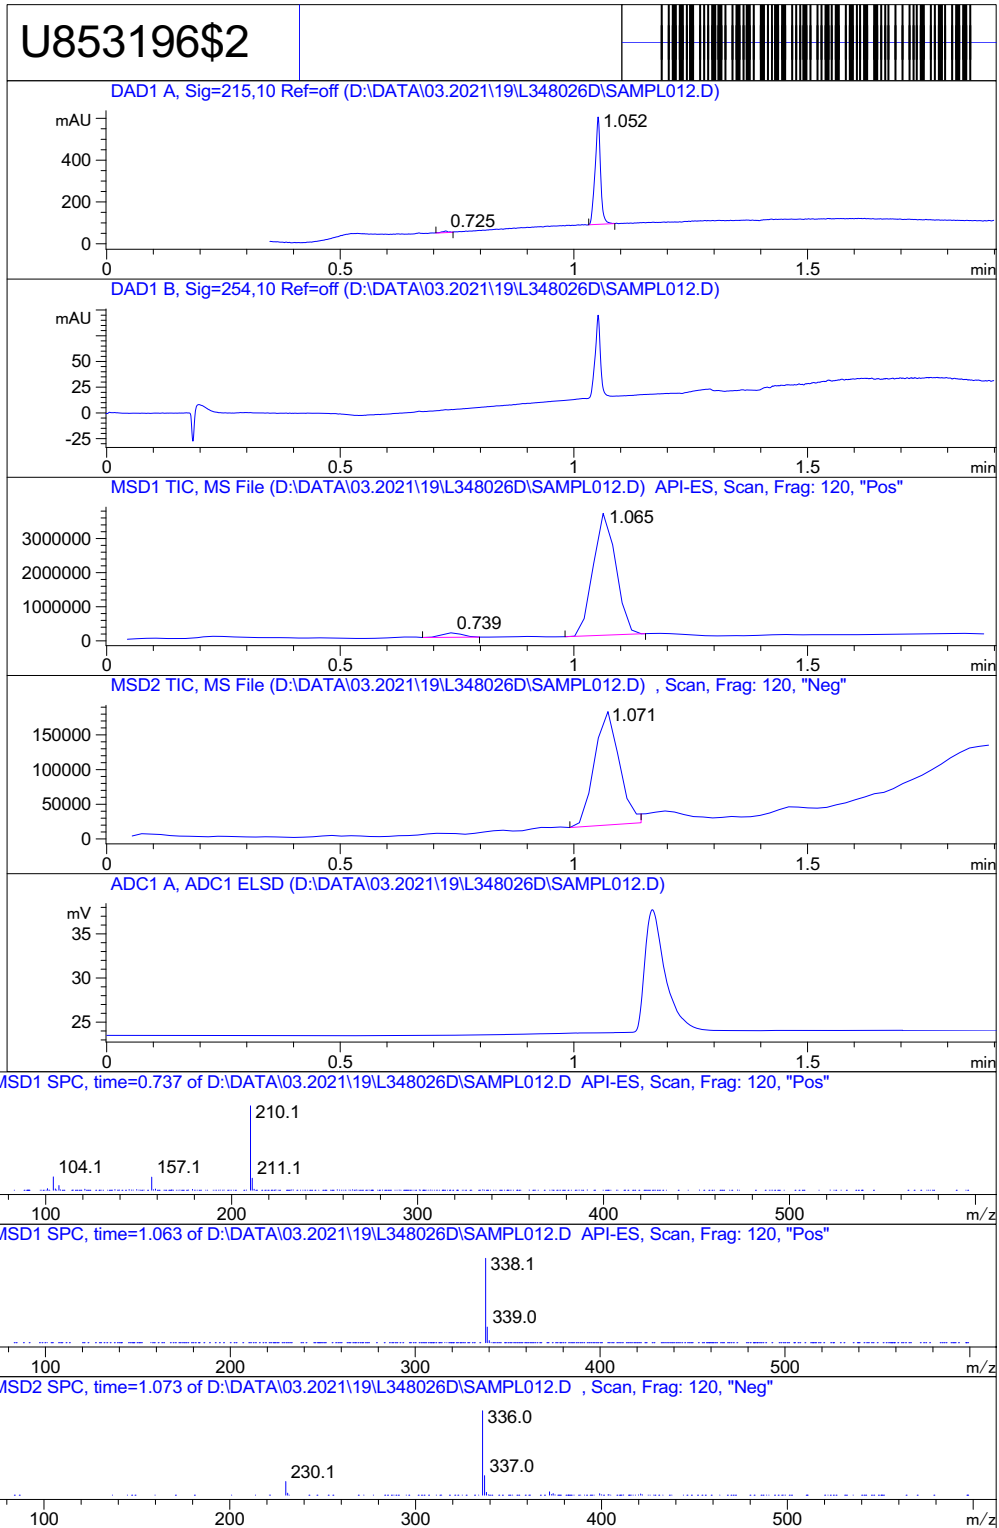 U853196$2
DAD1 A, Sig=215,10 Ref=off (D:\DATA\03.2021\19\L348026D\SAMPL012.D)
mAU
400
200
0
1.052
0.725
0 0.5 1 1.5 min
DAD1 B, Sig=254,10 Ref=off (D:\DATA\03.2021\19\L348026D\SAMPL012.D)
mAU
50
25
0
-25
0 0.5 1 1.5 min
MSD1 TIC, MS File (D:\DATA\03.2021\19\L348026D\SAMPL012.D) API-ES, Scan, Frag: 120, "Pos"
3000000
2000000
1000000
0
1.065
0.739
0 0.5 1 1.5 min
MSD2 TIC, MS File (D:\DATA\03.2021\19\L348026D\SAMPL012.D) , Scan, Frag: 120, "Neg"
150000
100000
50000
0
1.071
0 0.5 1 1.5 min
ADC1 A, ADC1 ELSD (D:\DATA\03.2021\19\L348026D\SAMPL012.D)
mV
35
30
25
0 0.5 1 1.5 min
MSD1 SPC, time=0.737 of D:\DATA\03.2021\19\L348026D\SAMPL012.D API-ES, Scan, Frag: 120, "Pos"
210.1
104.1 157.1 211.1
100 200 300 400 500 m/z
MSD1 SPC, time=1.063 of D:\DATA\03.2021\19\L348026D\SAMPL012.D API-ES, Scan, Frag: 120, "Pos"
338.1
339.0
100 200 300 400 500 m/z
MSD2 SPC, time=1.073 of D:\DATA\03.2021\19\L348026D\SAMPL012.D , Scan, Frag: 120, "Neg"
336.0
230.1 337.0
100 200 300 400 500 m/z